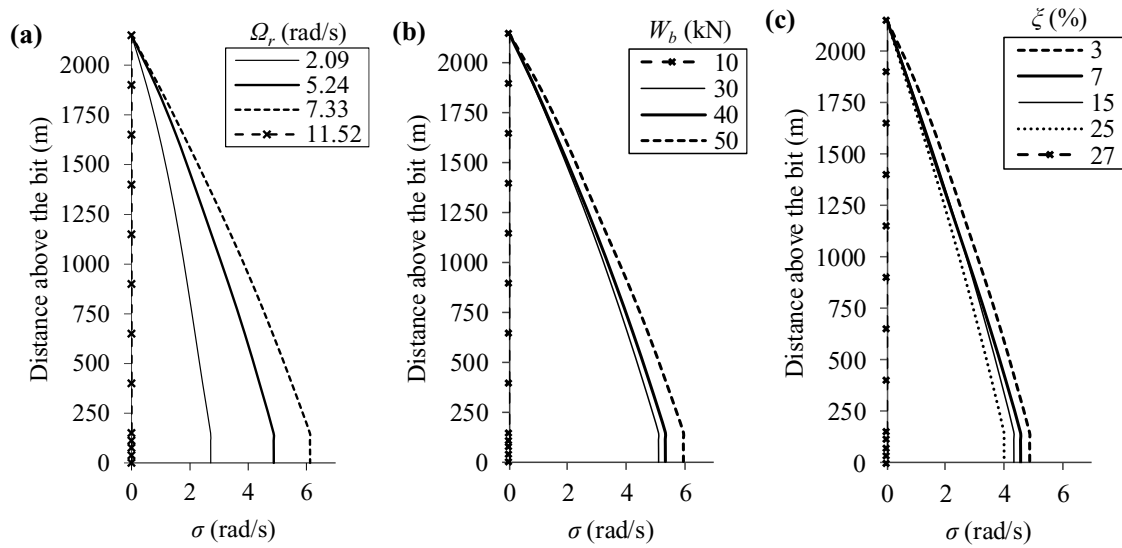 (a)
Ω_r (rad/s)
2.09
5.24
7.33
11.52
Distance above the bit (m)
2000
1750
1500
1250
1000
750
500
250
0
0 2 4 6
σ (rad/s)
(b)
W_b (kN)
10
30
40
50
Distance above the bit (m)
2000
1750
1500
1250
1000
750
500
250
0
0 2 4 6
σ (rad/s)
(c)
ξ (%)
3
7
15
25
27
Distance above the bit (m)
2000
1750
1500
1250
1000
750
500
250
0
0 2 4 6
σ (rad/s)